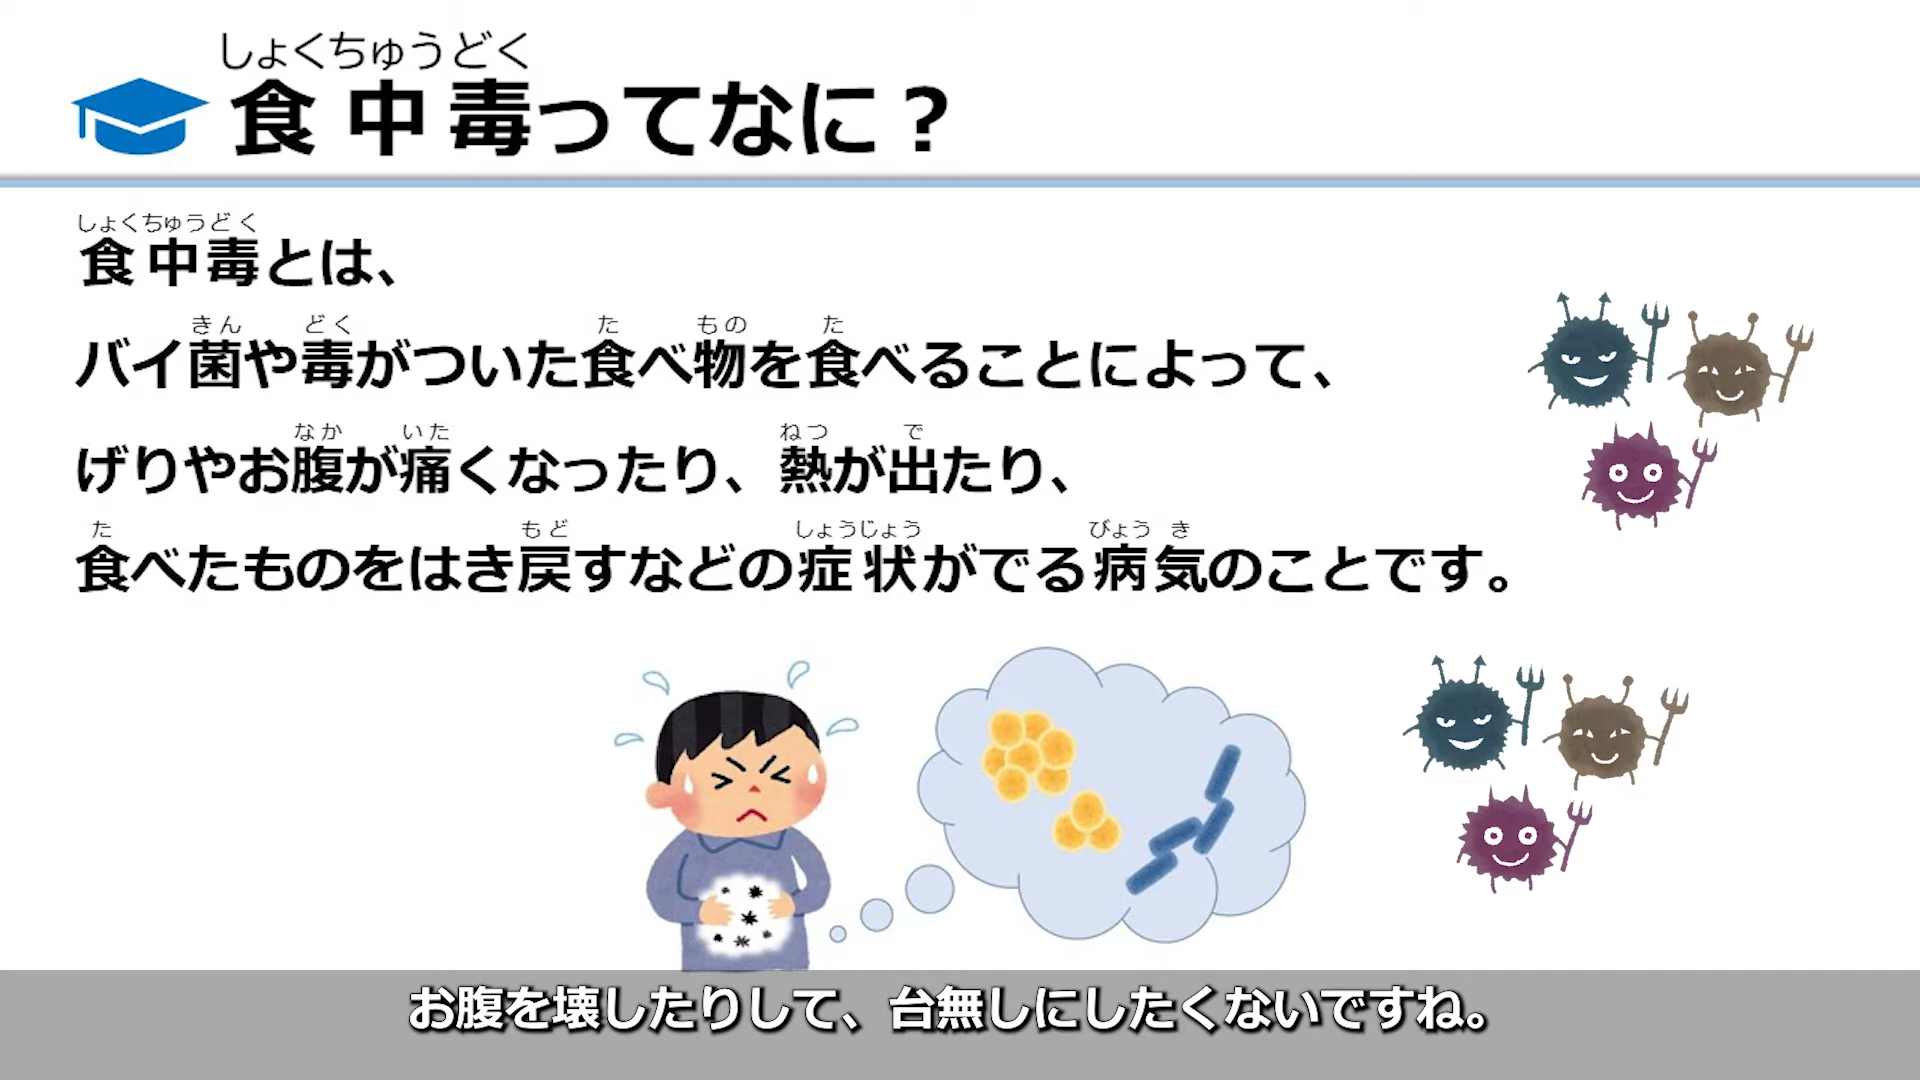 しょくちゅうどく
食中毒ってなに？
しょくちゅうどく
食中毒とは、
きん どく た もの た
バイ菌や毒がついた食べ物を食べることによって、
なか いた ねつ で
げりやお腹が痛くなったり、熱が出たり、
た もど しょうじょう びょう き
食べたものをはき戻すなどの症状がでる病気のことです。
お腹を壊したりして、台無しにしたくないですね。